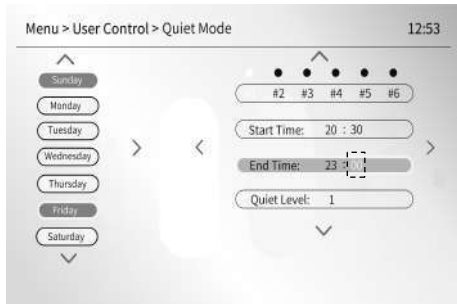 Menu > User Control > Quiet Mode 12:53
Sunday
Monday
Tuesday
Wednesday
Thursday
Friday
Saturday
#2 #3 #4 #5 #6
Start Time: 20 : 30
End Time: 23 : 00
Quiet Level: 1